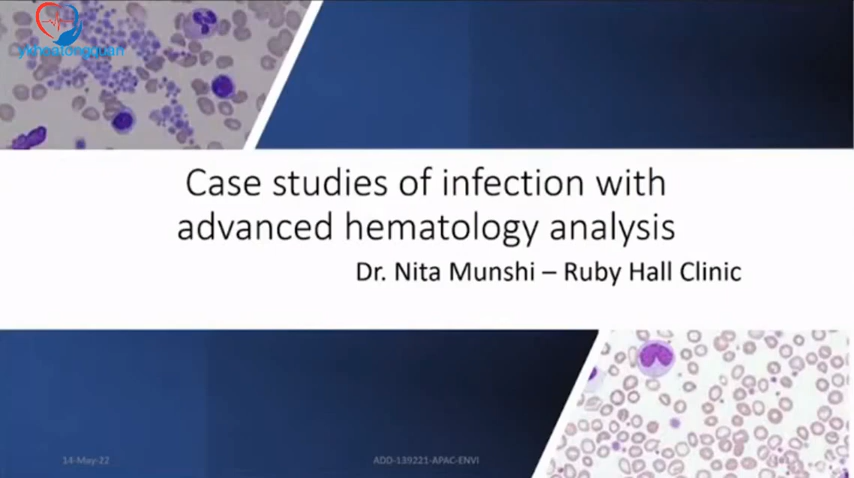 Ykhoatongquan
Case studies of infection with
advanced hematology analysis
Dr. Nita Munshi – Ruby Hall Clinic
14-May-22
ADD-139221-APAC-ENVI